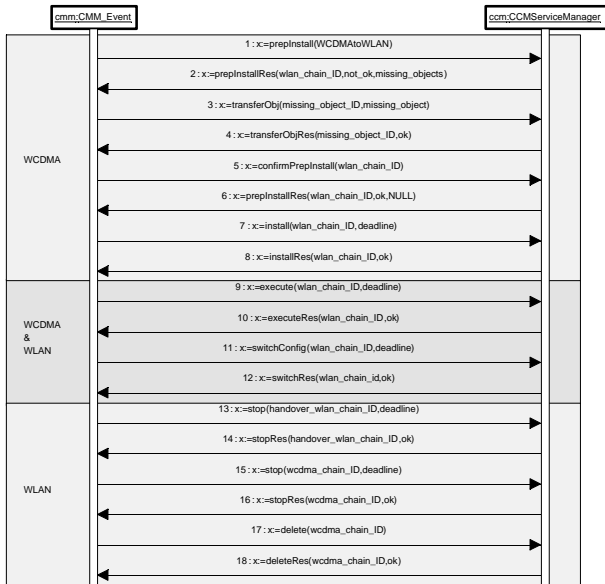 cmm:CMM_Event
ccm:CCMServiceManager
1 : x:=prepInstall(WCDMAtoWLAN)
2 : x:=prepInstallRes(wlan_chain_ID,not_ok,missing_objects)
3 : x:=transferObj(missing_object_ID,missing_object)
4 : x:=transferObjRes(missing_object_ID,ok)
WCDMA
5 : x:=confirmPrepInstall(wlan_chain_ID)
6 : x:=prepInstallRes(wlan_chain_ID,ok,NULL)
7 : x:=install(wlan_chain_ID,deadline)
8 : x:=installRes(wlan_chain_ID,ok)
9 : x:=execute(wlan_chain_ID,deadline)
10 : x:=executeRes(wlan_chain_ID,ok)
WCDMA
&
WLAN
11 : x:=switchConfig(wlan_chain_ID,deadline)
12 : x:=switchRes(wlan_chain_id,ok)
13 : x:=stop(handover_wlan_chain_ID,deadline)
14 : x:=stopRes(handover_wlan_chain_ID,ok)
15 : x:=stop(wcdma_chain_ID,deadline)
WLAN
16 : x:=stopRes(wcdma_chain_ID,ok)
17 : x:=delete(wcdma_chain_ID)
18 : x:=deleteRes(wcdma_chain_ID,ok)